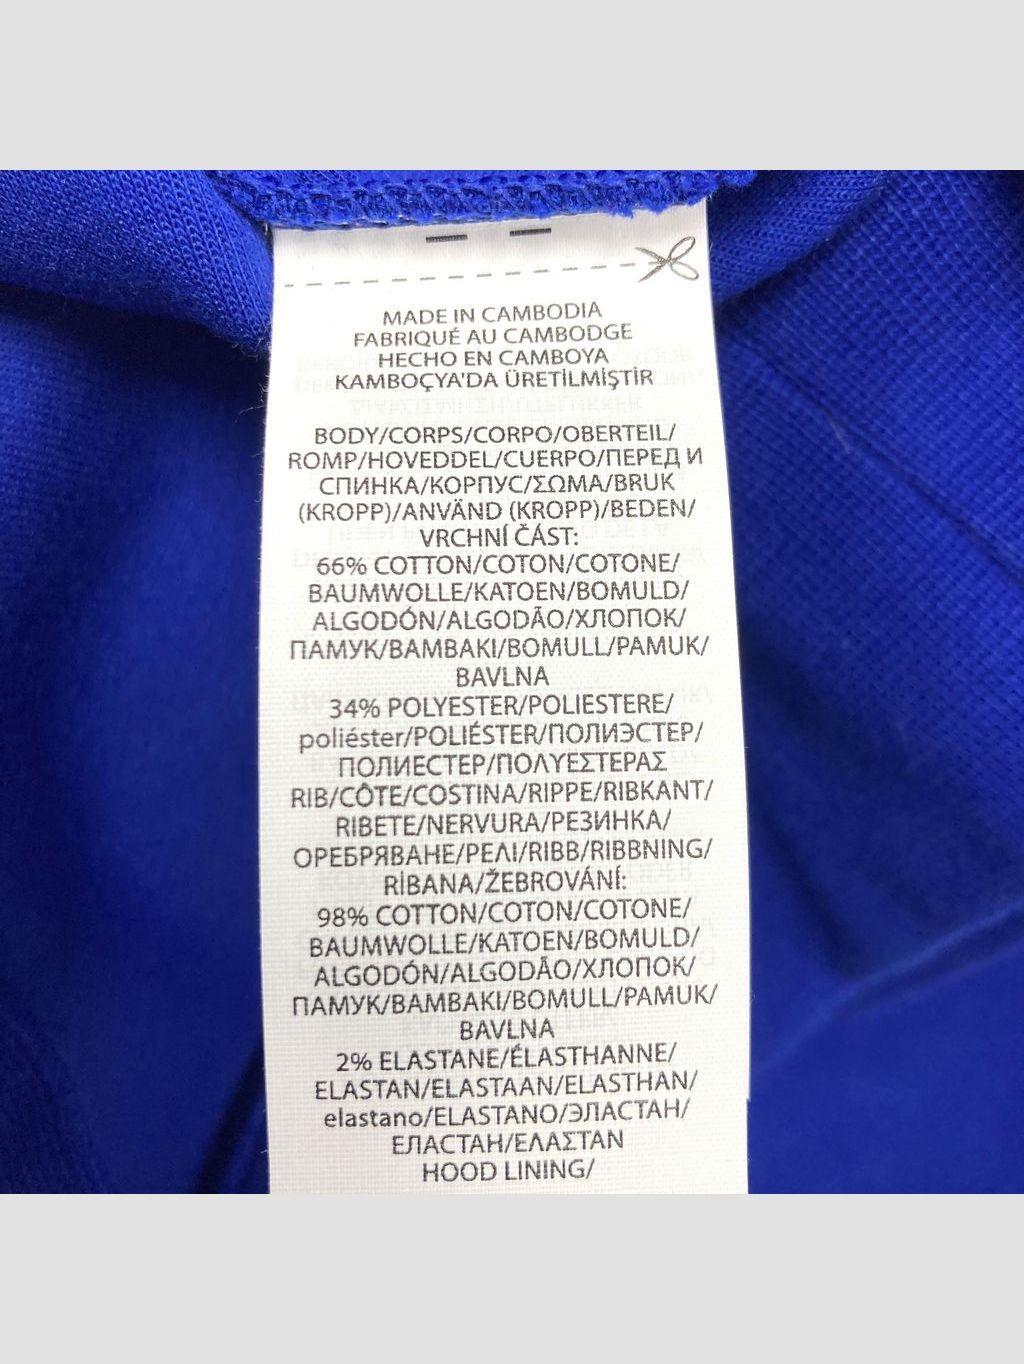 MADE IN CAMBODIA
FABRIQUÉ AU CAMBODGE
HECHO EN CAMBOYA
KAMBOÇYA'DA ÜRETİLMİŞTİR
BODY/CORPS/CORPO/OBERTEIL/
ROMP/HOVEDDEL/CUERPO/ПЕРЕД И
СПИНКА/КОРПУС/ΣΩΜΑ/BRUK
(KROPP)/ANVÄND (KROPP)/BEDEN/
VRCHNÍ ČÁST:
66% COTTON/COTON/COTONE/
BAUMWOLLE/KATOEN/BOMULD/
ALGODÓN/ALGODÃO/ХЛОПОК/
ПАМУК/ΒΑΜΒΑΚΙ/BOMULL/PAMUK/
BAVLNA
34% POLYESTER/POLIESTERE/
poliéster/POLIÉSTER/ПОЛИЭСТЕР/
ПОЛИЕСТЕР/ΠΟΛΥΕΣΤΕΡΑΣ
RIB/CÔTE/COSTINA/RIPPE/RIBKANT/
RIBETE/NERVURA/РЕЗИНКА/
ОРЕБРЯВАНЕ/ΡΕΛΙ/RIBB/RIBBNING/
RİBANA/ŽEBROVÁNÍ:
98% COTTON/COTON/COTONE/
BAUMWOLLE/KATOEN/BOMULD/
ALGODÓN/ALGODÃO/ХЛОПОК/
ПАМУК/ΒΑΜΒΑΚΙ/BOMULL/PAMUK/
BAVLNA
2% ELASTANE/ÉLASTHANNE/
ELASTAN/ELASTAAN/ELASTHAN/
elastano/ELASTANO/ЭЛАСТАН/
ЕЛАСТАН/ΕΛΑΣΤΑΝ
HOOD LINING/